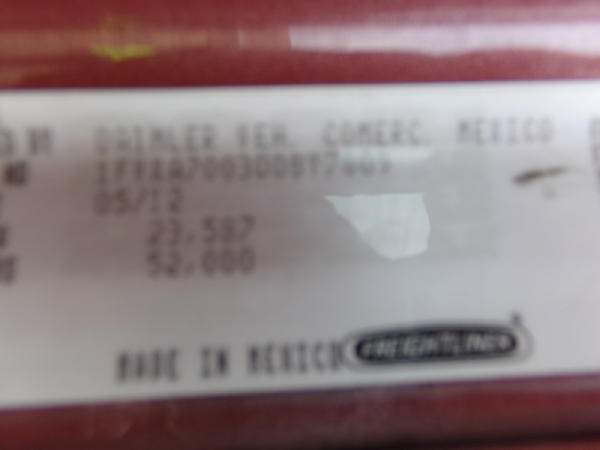 DAIMLER VEH. COMERC. MEXICO
05/12
23,587
52,000
MADE IN MEXICO FREIGHTLINER